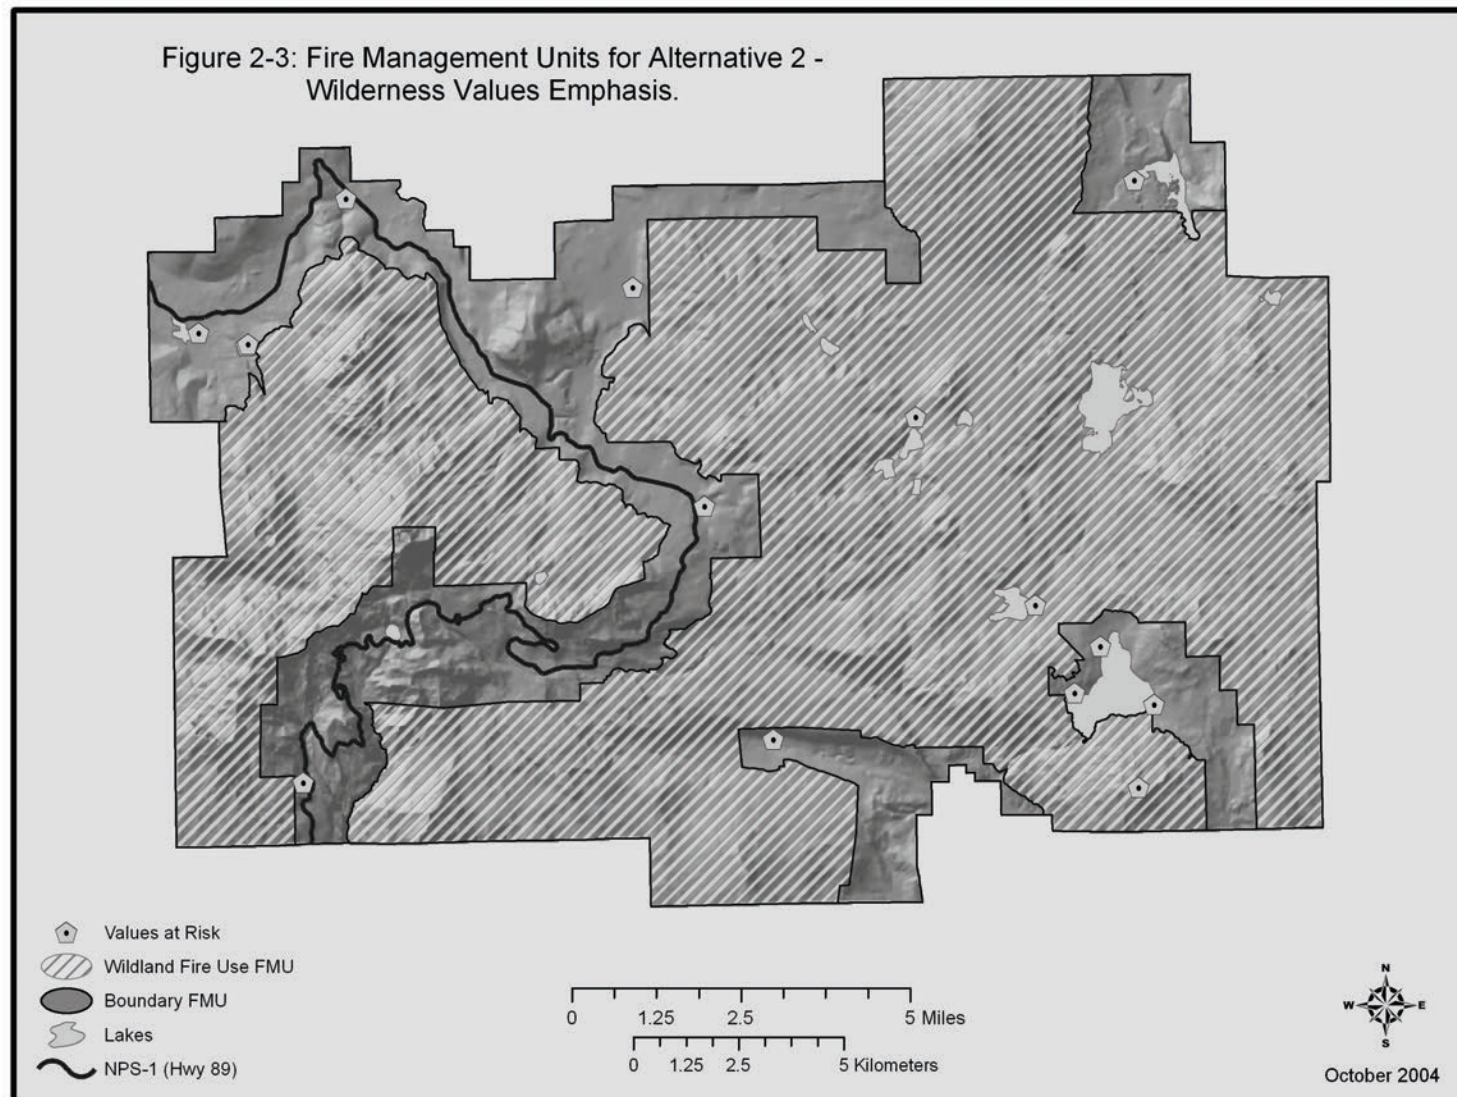 Figure 2-3: Fire Management Units for Alternative 2 -
Wilderness Values Emphasis.
Values at Risk
Wildland Fire Use FMU
Boundary FMU
Lakes
NPS-1 (Hwy 89)
0 1.25 2.5 5 Miles
0 1.25 2.5 5 Kilometers
N
W E
S
October 2004